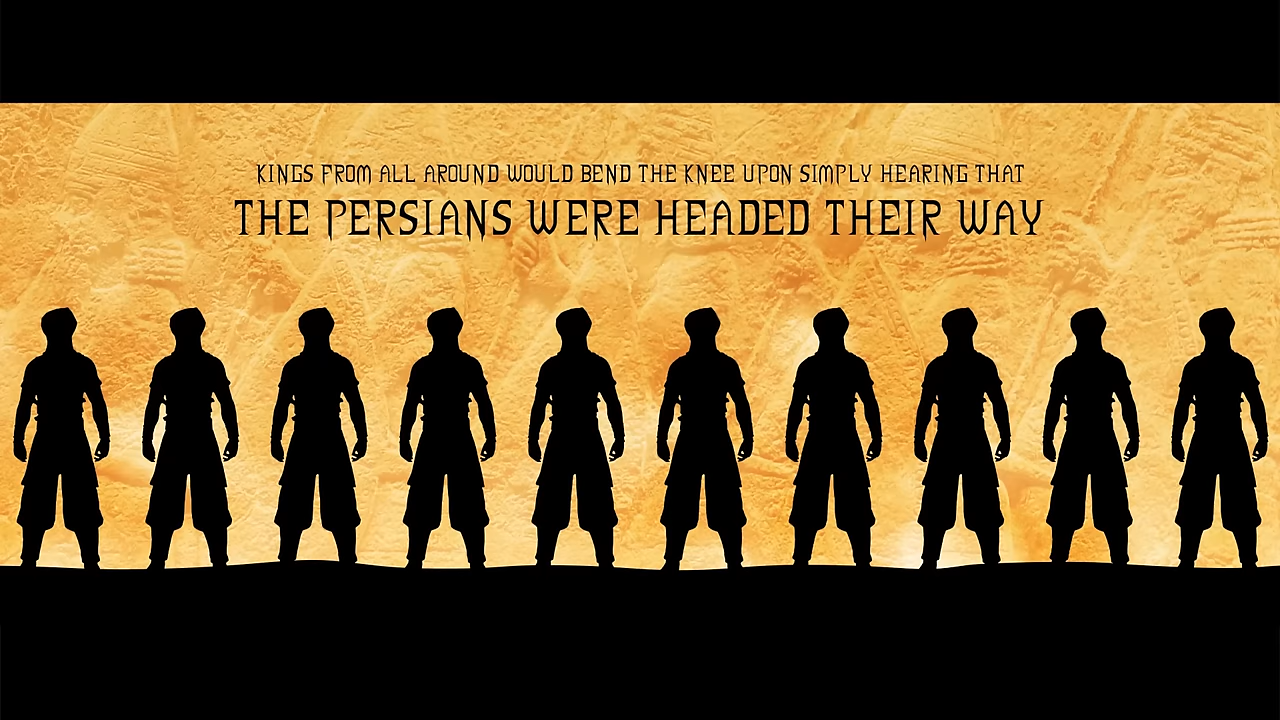 KINGS FROM ALL AROUND WOULD BEND THE KNEE UPON SIMPLY HEARING THAT
THE PERSIANS WERE HEADED THEIR WAY